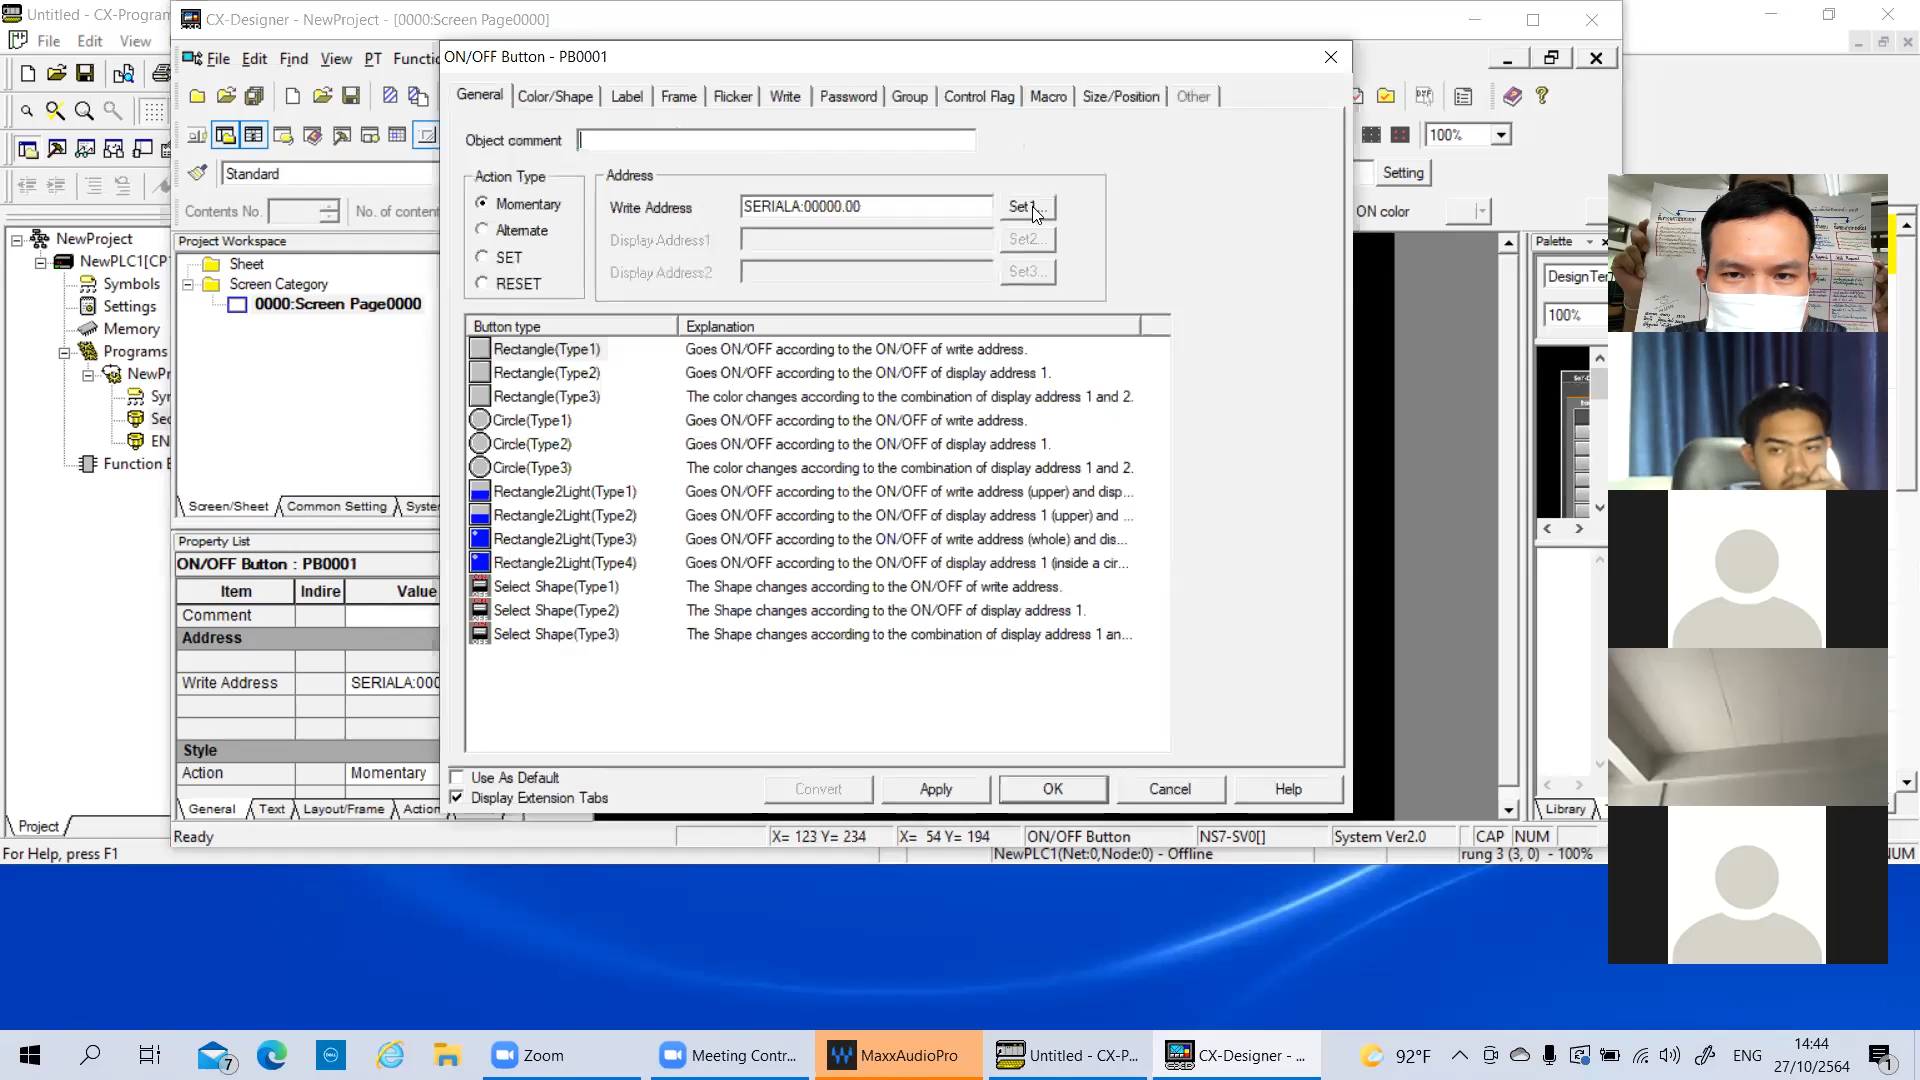 Untitled - CX-Program
CX-Designer - NewProject - [0000:Screen Page0000]
File Edit View
File Edit Find View PT Functio
ON/OFF Button - PB0001
General Color/Shape Label Frame Flicker Write Password Group Control Flag Macro Size/Position Other
Object comment
Action Type
Momentary
Alternate
SET
RESET
Address
Write Address SERIALA:00000.00 Set1...
Display Address1 Set2...
Display Address2 Set3...
Button type Explanation
Rectangle(Type1) Goes ON/OFF according to the ON/OFF of write address.
Rectangle(Type2) Goes ON/OFF according to the ON/OFF of display address 1.
Rectangle(Type3) The color changes according to the combination of display address 1 and 2.
Circle(Type1) Goes ON/OFF according to the ON/OFF of write address.
Circle(Type2) Goes ON/OFF according to the ON/OFF of display address 1.
Circle(Type3) The color changes according to the combination of display address 1 and 2.
Rectangle2Light(Type1) Goes ON/OFF according to the ON/OFF of write address (upper) and disp...
Rectangle2Light(Type2) Goes ON/OFF according to the ON/OFF of display address 1 (upper) and ...
Rectangle2Light(Type3) Goes ON/OFF according to the ON/OFF of write address (whole) and dis...
Rectangle2Light(Type4) Goes ON/OFF according to the ON/OFF of display address 1 (inside a cir...
Select Shape(Type1) The Shape changes according to the ON/OFF of write address.
Select Shape(Type2) The Shape changes according to the ON/OFF of display address 1.
Select Shape(Type3) The Shape changes according to the combination of display address 1 an...
Use As Default
Display Extension Tabs
Convert Apply OK Cancel Help
Standard
Contents No. No. of conten
Project Workspace
Sheet
Screen Category
0000:Screen Page0000
Screen/Sheet Common Setting Syste
Property List
ON/OFF Button : PB0001
Item Indire Value
Comment
Address
Write Address SERIALA:000
Style
Action Momentary
General Text Layout/Frame Action
NewProject
NewPLC1[CP
Symbols
Settings
Memory
Programs
NewPr
Syr
Sec
EN
Function E
Project
100%
Setting
ON color
Palette
DesignTer
100%
Library
Ready X= 123 Y= 234 X= 54 Y= 194 ON/OFF Button NS7-SV0[] System Ver2.0 CAP NUM
For Help, press F1 NewPLC1(Net:0,Node:0) - Offline rung 3 (3, 0) - 100% NUM
7 Zoom Meeting Contr... MaxxAudioPro Untitled - CX-P... CX-Designer - ... 92°F ENG 14:44
27/10/2564 1